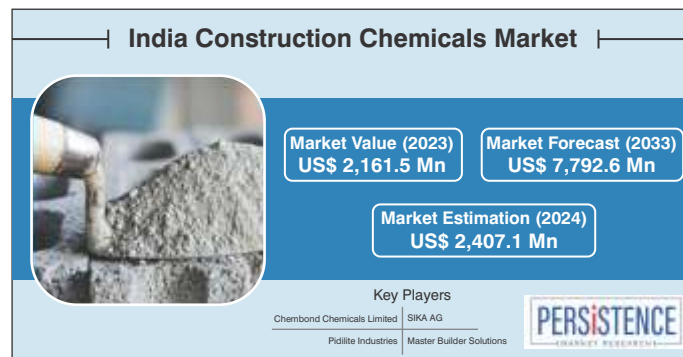 India Construction Chemicals Market
Market Value (2023)
US$ 2,161.5 Mn
Market Forecast (2033)
US$ 7,792.6 Mn
Market Estimation (2024)
US$ 2,407.1 Mn
Key Players
Chembond Chemicals Limited
SIKA AG
Pidilite Industries
Master Builder Solutions
PERSiSTENCE
MARKET RESEARCH